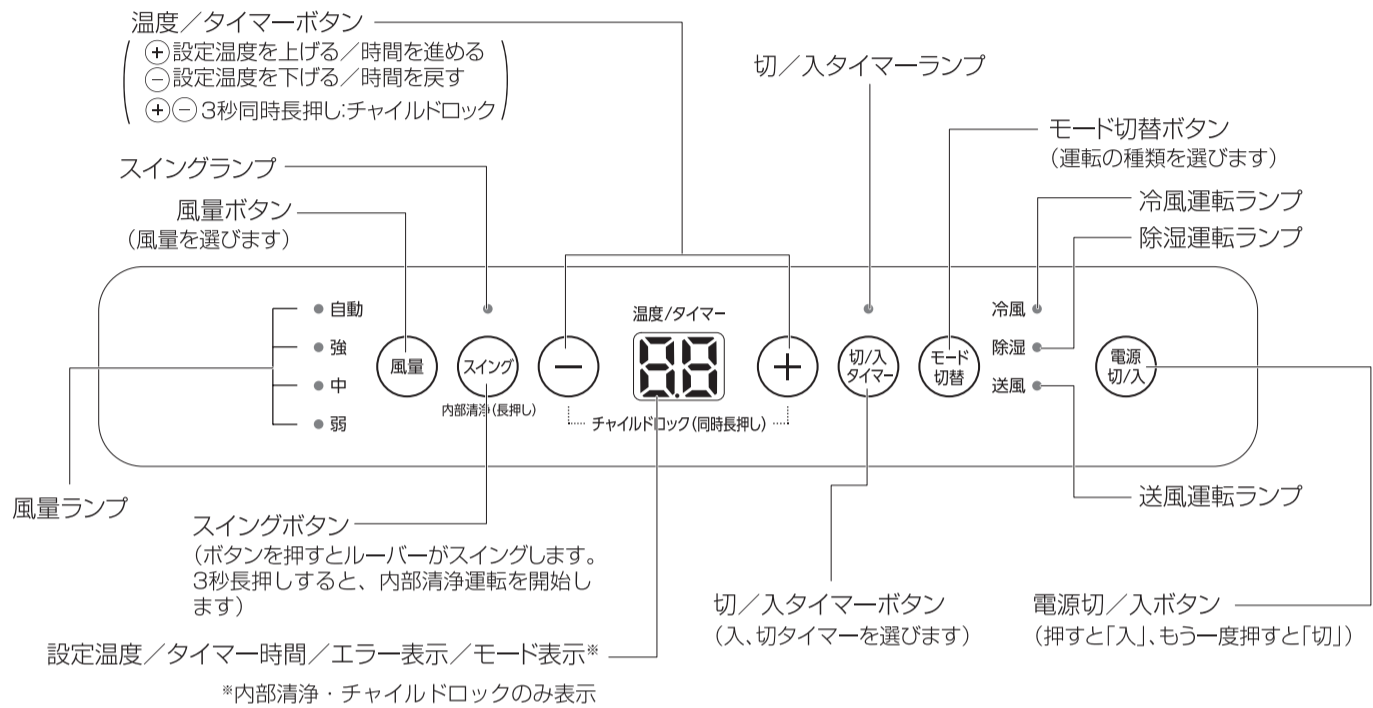 温度／タイマーボタン
⊕設定温度を上げる／時間を進める
⊖設定温度を下げる／時間を戻す
⊕⊖3秒同時長押し:チャイルドロック
切／入タイマーランプ
モード切替ボタン
（運転の種類を選びます）
スイングランプ
風量ボタン
（風量を選びます）
冷風運転ランプ
除湿運転ランプ
自動
強
中
弱
風量
スイング
内部清浄（長押し）
−
温度/タイマー
8.8
+
チャイルドロック（同時長押し）
切/入
タイマー
モード
切替
冷風
除湿
送風
電源
切/入
風量ランプ
送風運転ランプ
スイングボタン
（ボタンを押すとルーバーがスイングします。
3秒長押しすると、内部清浄運転を開始し
ます）
切／入タイマーボタン
（入、切タイマーを選びます）
電源切／入ボタン
（押すと「入」、もう一度押すと「切」）
設定温度／タイマー時間／エラー表示／モード表示※
※内部清浄・チャイルドロックのみ表示